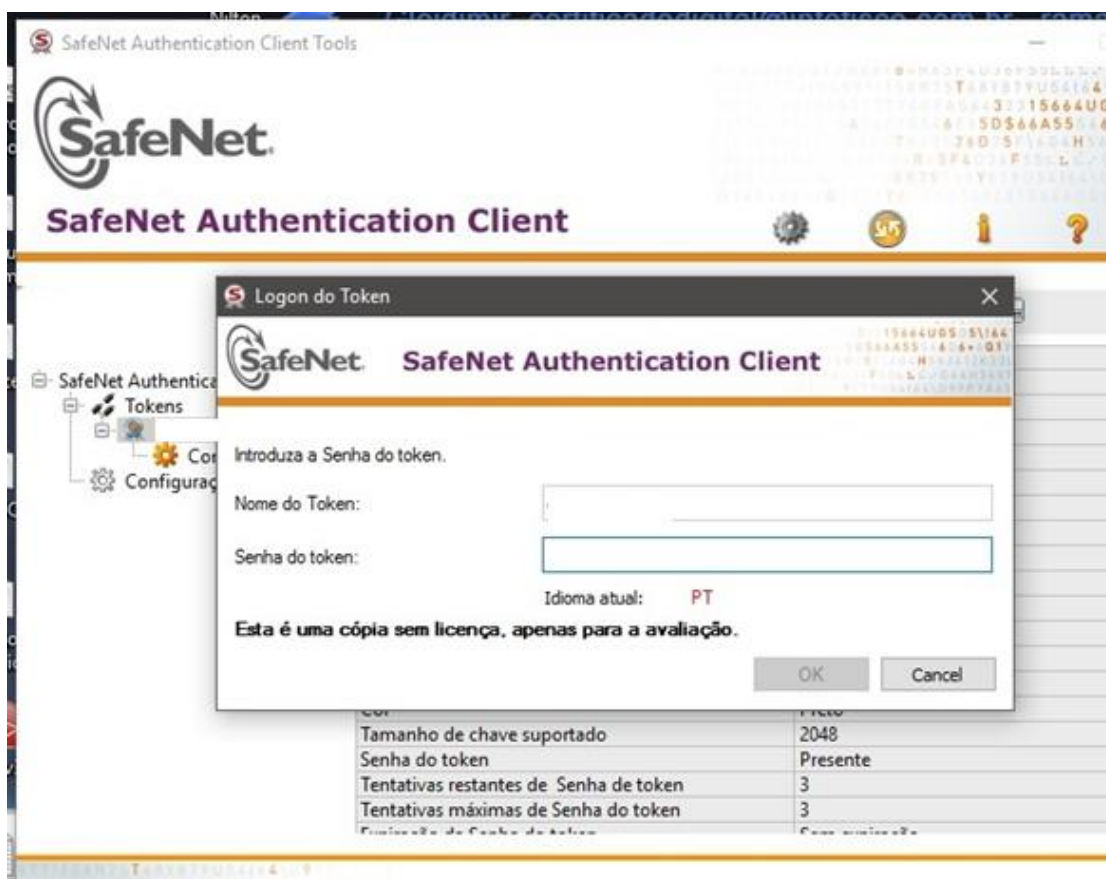 SafeNet Authentication Client Tools
SafeNet.
SafeNet Authentication Client
Logon do Token
SafeNet.
SafeNet Authentication Client
SafeNet Authentica
Tokens
Cor
Configuraç
Introduza a Senha do token.
Nome do Token:
Senha do token:
Idioma atual: PT
Esta é uma cópia sem licença, apenas para a avaliação.
OK Cancel
Tamanho de chave suportado 2048
Senha do token Presente
Tentativas restantes de Senha de token 3
Tentativas máximas de Senha do token 3